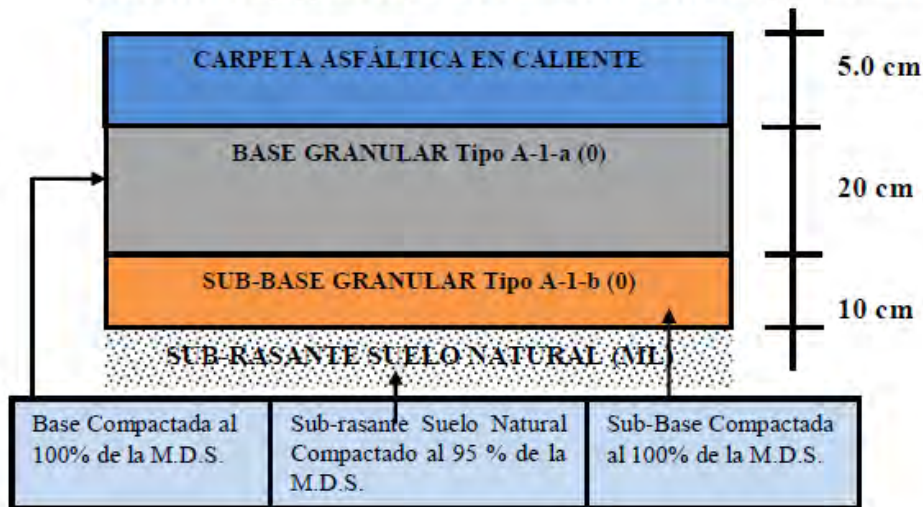 CARPETA ASFÁLTICA EN CALIENTE
5.0 cm
BASE GRANULAR Tipo A-1-a (0)
20 cm
SUB-BASE GRANULAR Tipo A-1-b (0)
10 cm
SUB-RASANTE SUELO NATURAL (ML)
Base Compactada al
100% de la M.D.S.
Sub-rasante Suelo Natural
Compactado al 95 % de la
M.D.S.
Sub-Base Compactada
al 100% de la M.D.S.